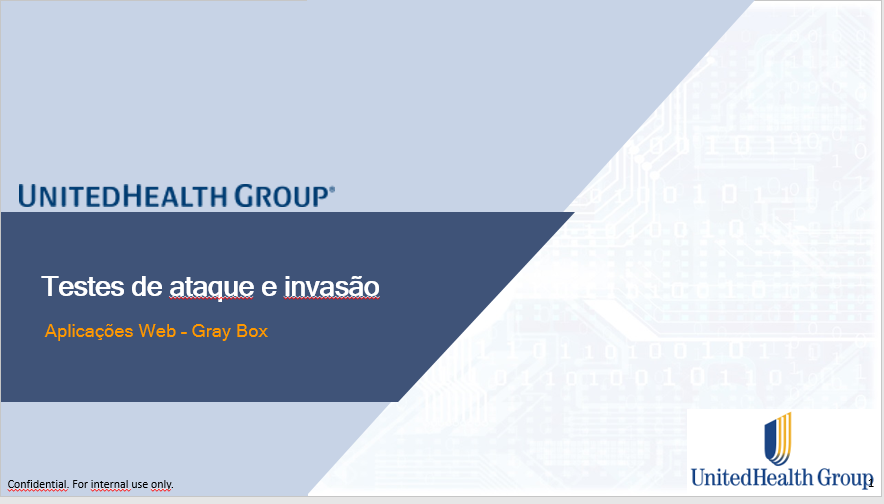 UNITEDHEALTH GROUP®
Testes de ataque e invasão
Aplicações Web – Gray Box
UnitedHealth Group
Confidential. For internal use only.
1